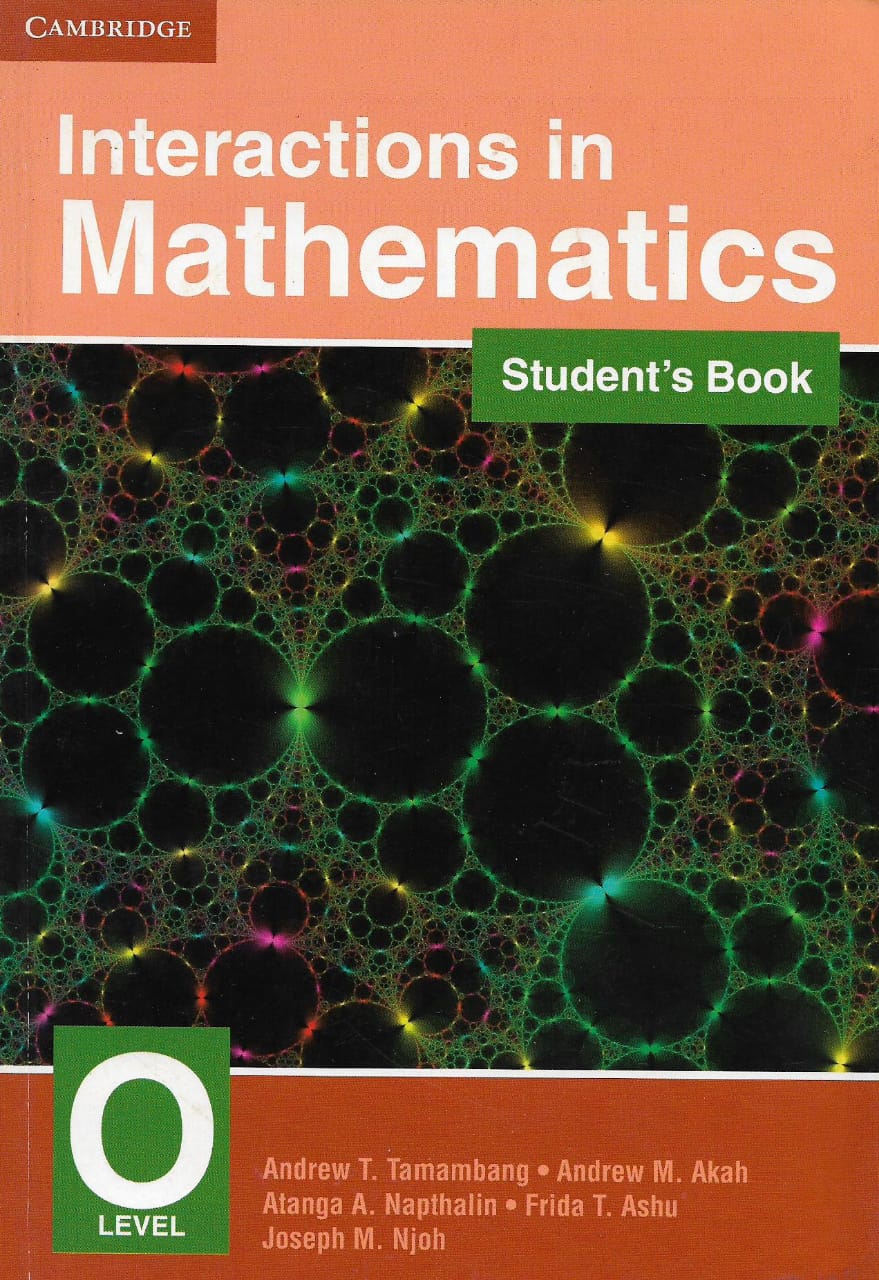 CAMBRIDGE
Interactions in
Mathematics
Student's Book
O
LEVEL
Andrew T. Tamambang • Andrew M. Akah
Atanga A. Napthalin • Frida T. Ashu
Joseph M. Njoh